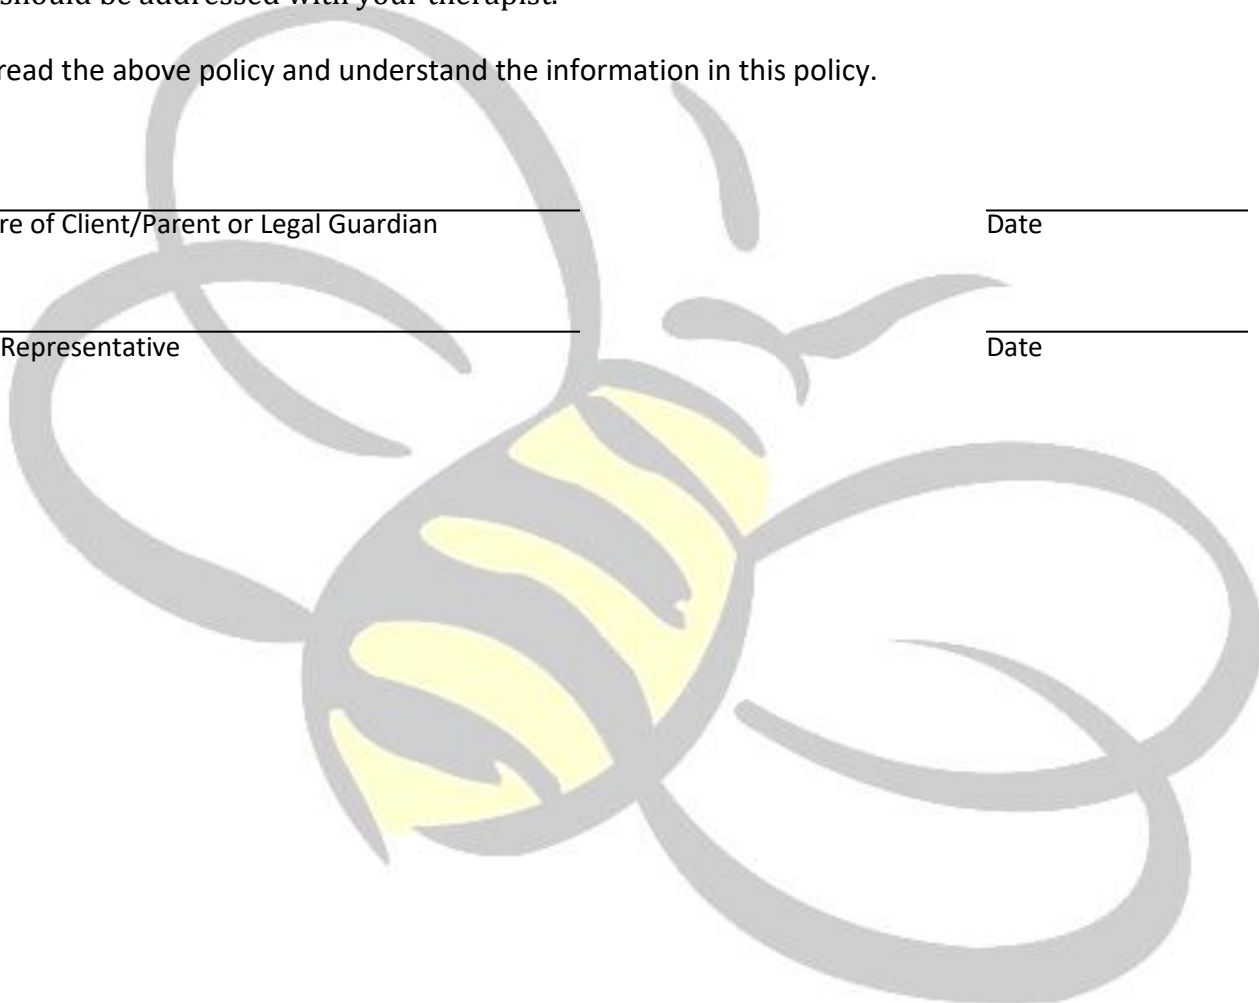 should be addressed with your therapist.
read the above policy and understand the information in this policy.
re of Client/Parent or Legal Guardian Date
Representative Date